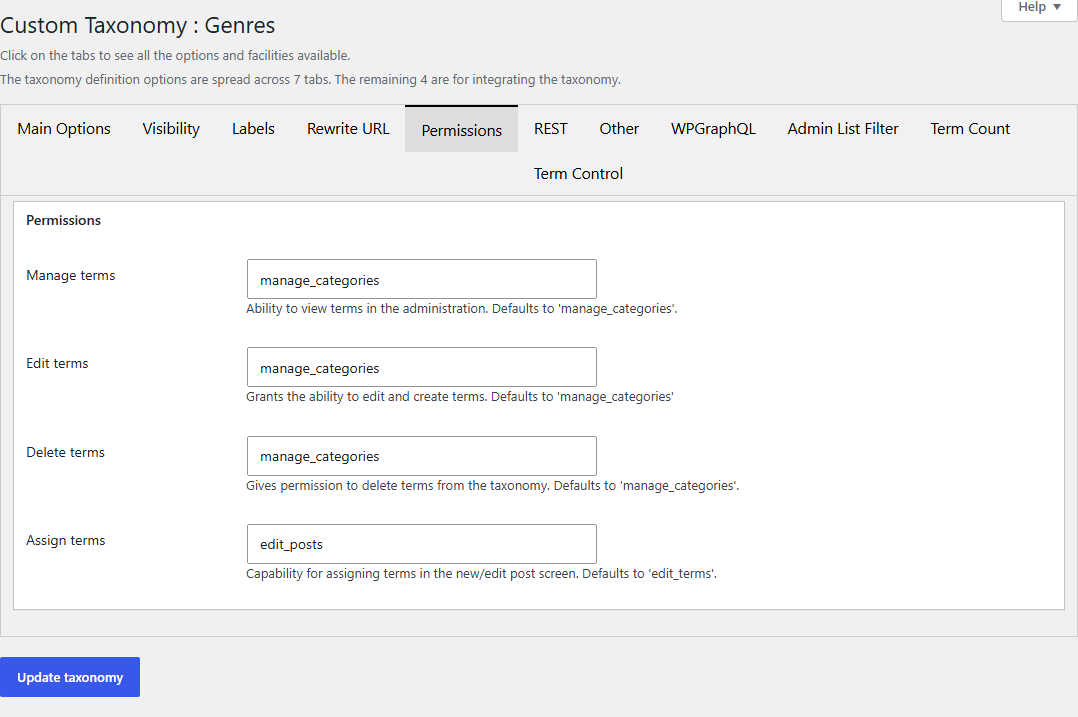 Help ▼
Custom Taxonomy : Genres
Click on the tabs to see all the options and facilities available.
The taxonomy definition options are spread across 7 tabs. The remaining 4 are for integrating the taxonomy.
Main Options Visibility Labels Rewrite URL Permissions REST Other WPGraphQL Admin List Filter Term Count
Term Control
Permissions
Manage terms
manage_categories
Ability to view terms in the administration. Defaults to 'manage_categories'.
Edit terms
manage_categories
Grants the ability to edit and create terms. Defaults to 'manage_categories'
Delete terms
manage_categories
Gives permission to delete terms from the taxonomy. Defaults to 'manage_categories'.
Assign terms
edit_posts
Capability for assigning terms in the new/edit post screen. Defaults to 'edit_terms'.
Update taxonomy